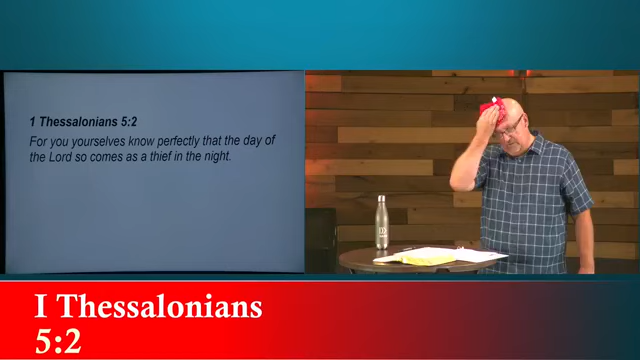 1 Thessalonians 5:2
For you yourselves know perfectly that the day of
the Lord so comes as a thief in the night.
I Thessalonians
5:2